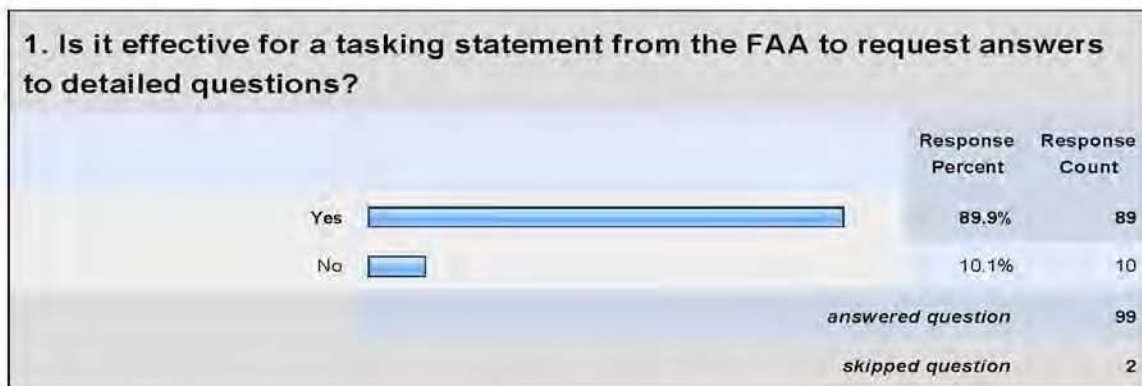 1. Is it effective for a tasking statement from the FAA to request answers
to detailed questions?
Response Response
Percent Count
Yes 89.9% 89
No 10.1% 10
answered question 99
skipped question 2